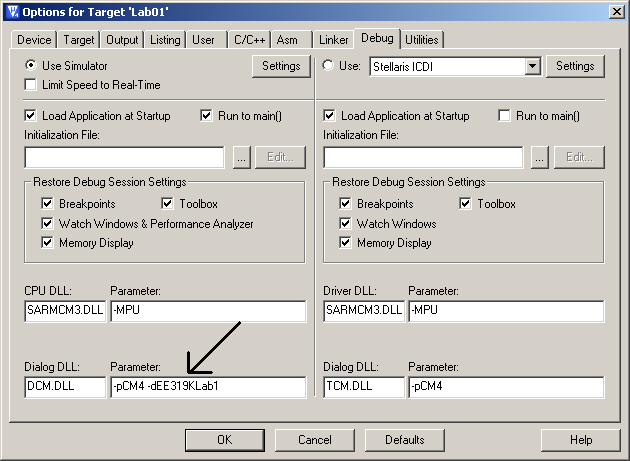 Options for Target 'Lab01'
Device Target Output Listing User C/C++ Asm Linker Debug Utilities
Use Simulator Settings Use: Stellaris ICDI Settings
Limit Speed to Real-Time
Load Application at Startup Run to main() Load Application at Startup Run to main()
Initialization File: Initialization File:
... Edit... ... Edit...
Restore Debug Session Settings Restore Debug Session Settings
Breakpoints Toolbox Breakpoints Toolbox
Watch Windows & Performance Analyzer Watch Windows
Memory Display Memory Display
CPU DLL: Parameter: Driver DLL: Parameter:
SARMCM3.DLL -MPU SARMCM3.DLL -MPU
Dialog DLL: Parameter: Dialog DLL: Parameter:
DCM.DLL -pCM4 -dEE319KLab1 TCM.DLL -pCM4
OK Cancel Defaults Help